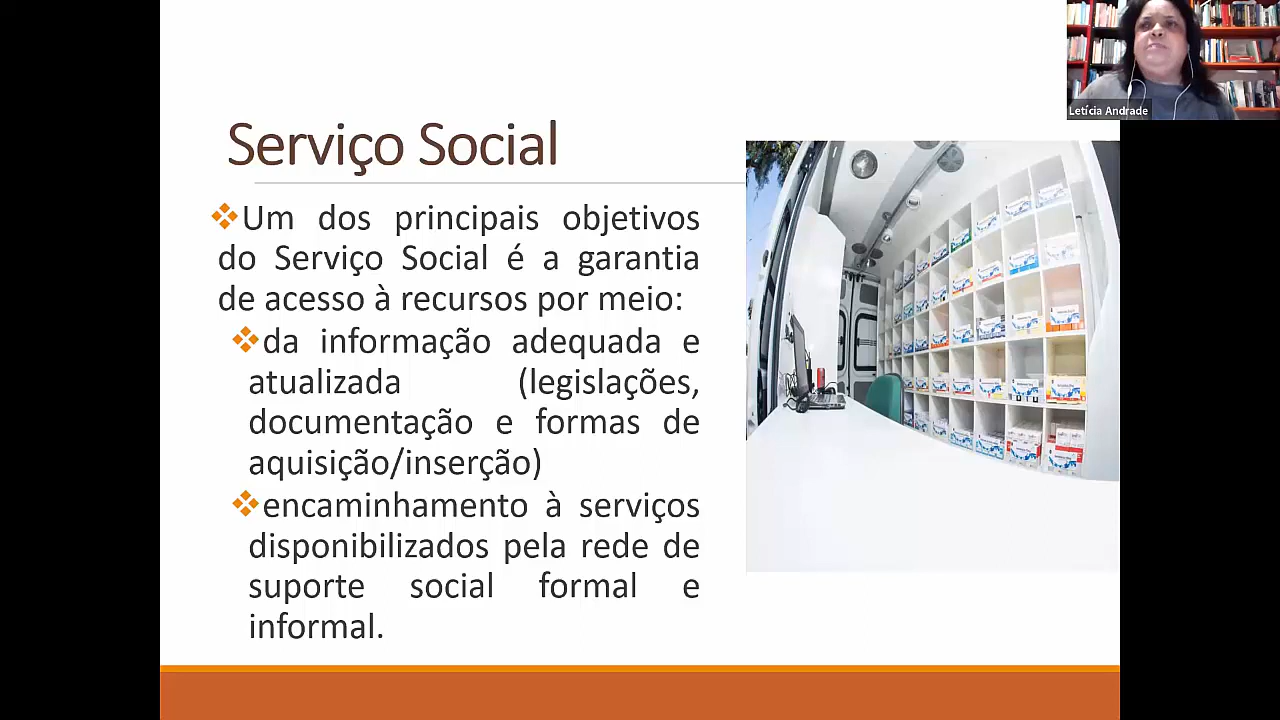 Letícia Andrade
Serviço Social
❖Um dos principais objetivos
do Serviço Social é a garantia
de acesso à recursos por meio:
❖da informação adequada e
atualizada (legislações,
documentação e formas de
aquisição/inserção)
❖encaminhamento à serviços
disponibilizados pela rede de
suporte social formal e
informal.